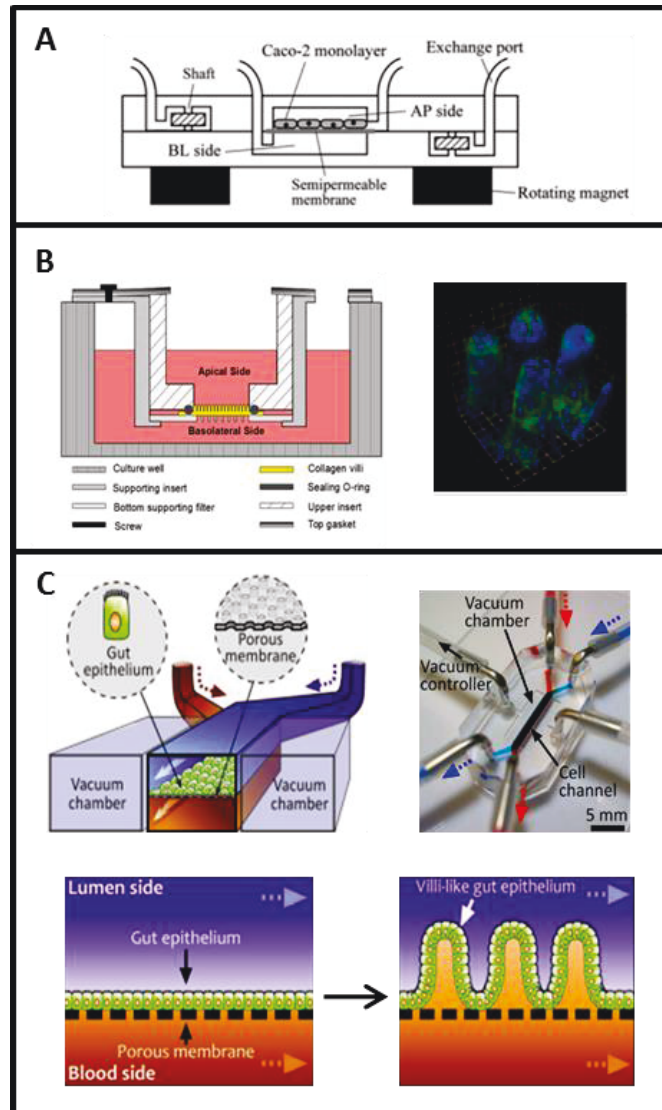 A
Caco-2 monolayer
Exchange port
Shaft
AP side
BL side
Semipermeable
membrane
Rotating magnet
B
Apical Side
Basolateral Side
Culture well
Collagen villi
Supporting insert
Sealing O-ring
Bottom supporting filter
Upper insert
Screw
Top gasket
C
Gut
epithelium
Porous
membrane
Vacuum
chamber
Vacuum
chamber
Vacuum
chamber
Vacuum
controller
Cell
channel
5 mm
Lumen side
Gut epithelium
Porous membrane
Blood side
Villi-like gut epithelium